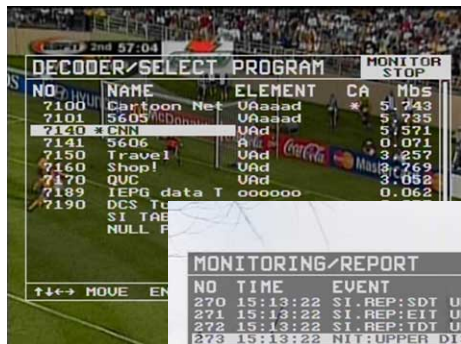 2nd 57:04
DECODER/SELECT PROGRAM MONITOR STOP
NO NAME ELEMENT CA Mbs
7100 Cartoon Net VAaaad * 5.743
7101 5605 VAaaad 5.735
7140 *CNN VAd 5.571
7141 5606 A 0.071
7150 Travel VAd 3.257
7160 Shop! VAd 3.769
7170 QVC VAd 3.052
7189 IEPG data T oooooo 0.062
7190 DCS Tu
SI TAB
NULL P
↑↓←→ MOVE EN
MONITORING/REPORT
NO TIME EVENT
270 15:13:22 SI.REP:SDT U
271 15:13:22 SI.REP:EIT U
272 15:13:22 SI.REP:TDT U
273 15:13:22 NIT:UPPER DI
Coca-Cola